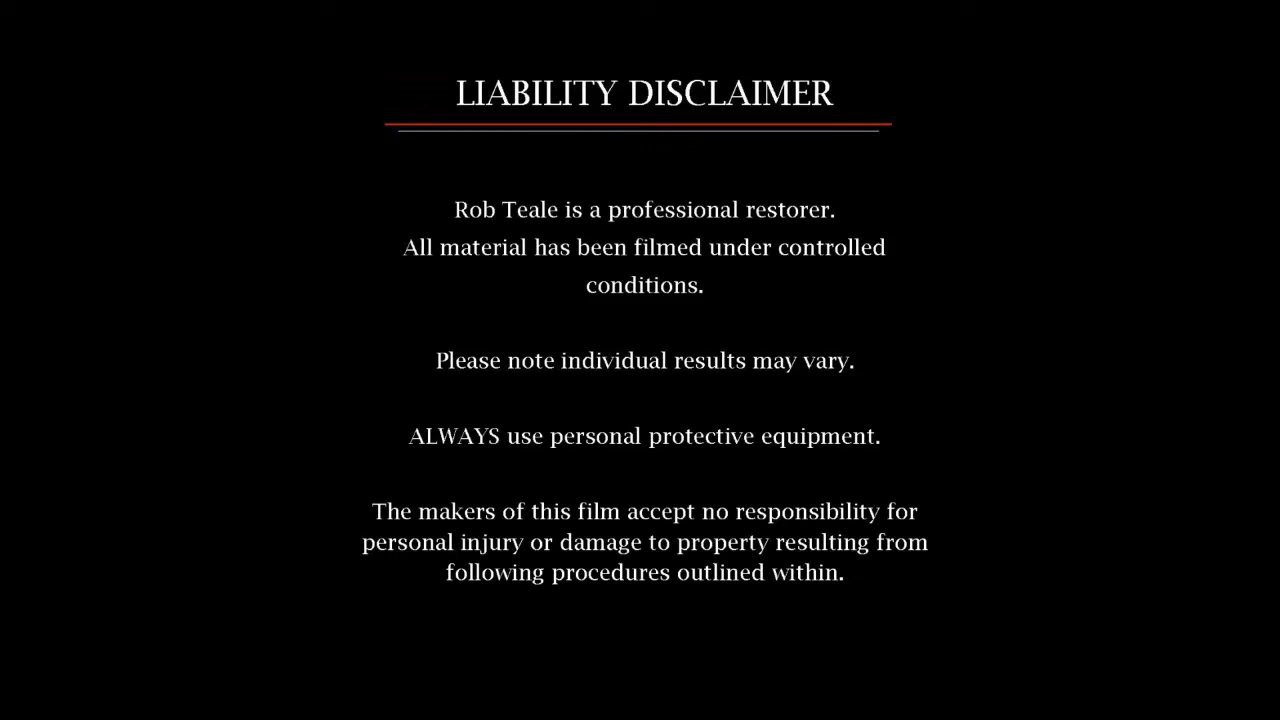 LIABILITY DISCLAIMER
Rob Teale is a professional restorer.
All material has been filmed under controlled
conditions.
Please note individual results may vary.
ALWAYS use personal protective equipment.
The makers of this film accept no responsibility for
personal injury or damage to property resulting from
following procedures outlined within.